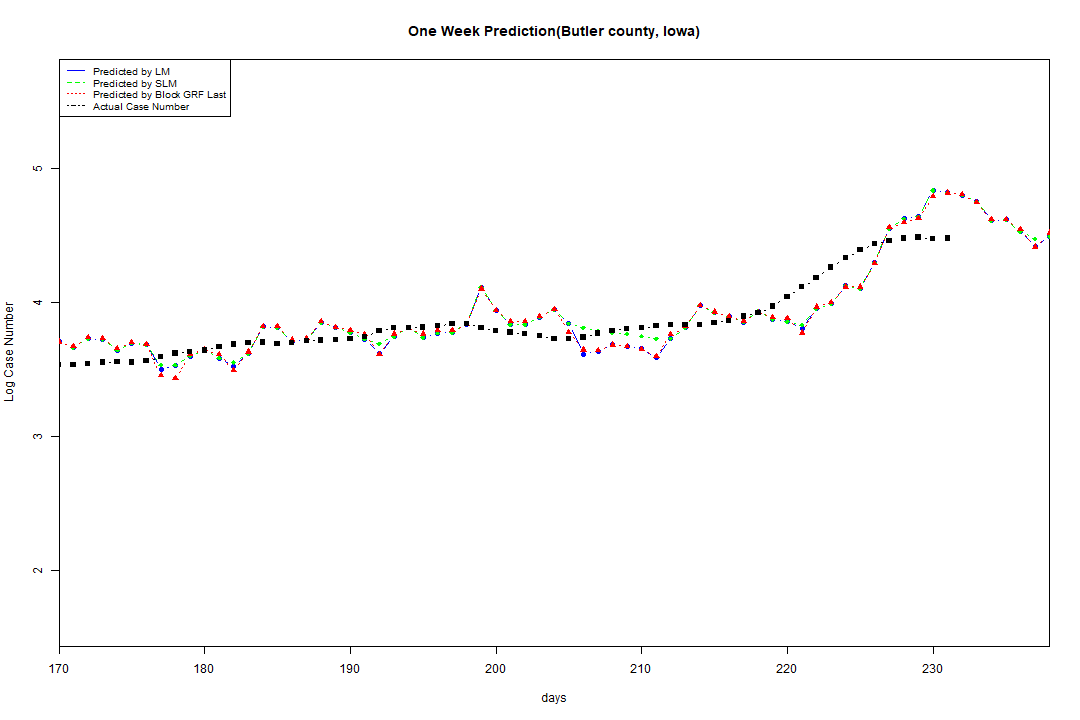 One Week Prediction(Butler county, Iowa)
Predicted by LM
Predicted by SLM
Predicted by Block GRF Last
Actual Case Number
5
4
3
2
Log Case Number
170 180 190 200 210 220 230
days